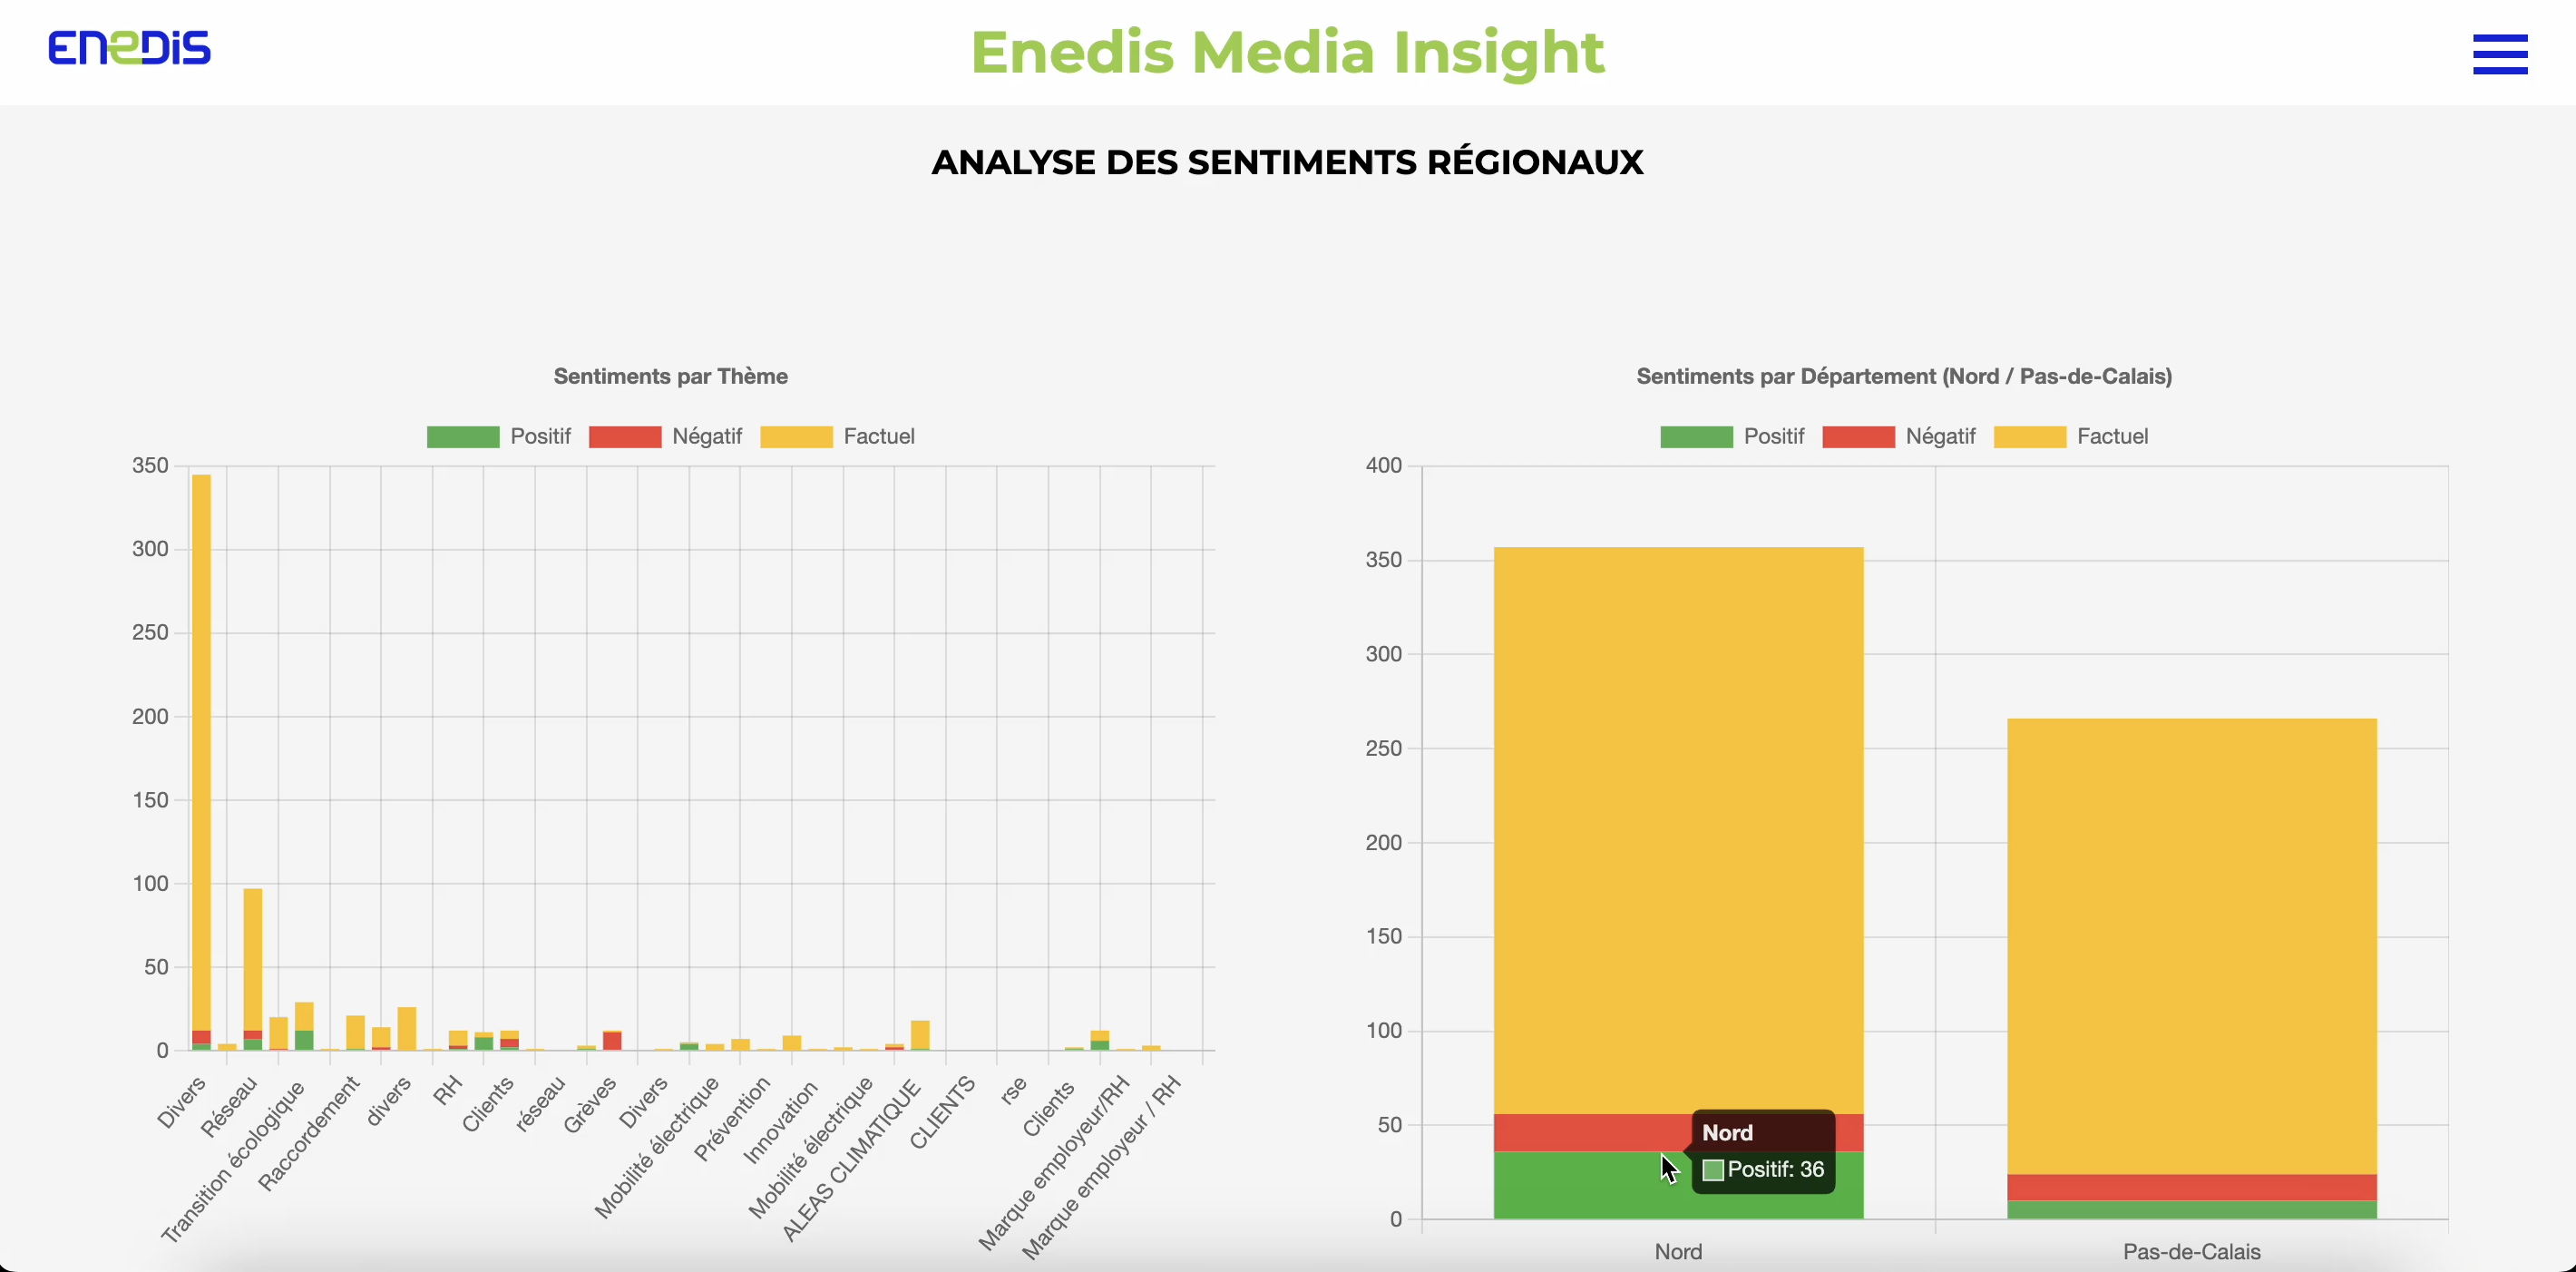 ENEDIS
Enedis Media Insight
ANALYSE DES SENTIMENTS RÉGIONAUX
Sentiments par Thème
Positif
Négatif
Factuel
350
300
250
200
150
100
50
0
Divers
Réseau
Transition écologique
Raccordement
divers
RH
Clients
réseau
Grèves
Divers
Mobilité électrique
Prévention
Innovation
Mobilité électrique
ALEAS CLIMATIQUE
CLIENTS
rse
Clients
Marque employeur/RH
Marque employeur / RH
Sentiments par Département (Nord / Pas-de-Calais)
Positif
Négatif
Factuel
400
350
300
250
200
150
100
50
0
Nord
Positif: 36
Nord
Pas-de-Calais